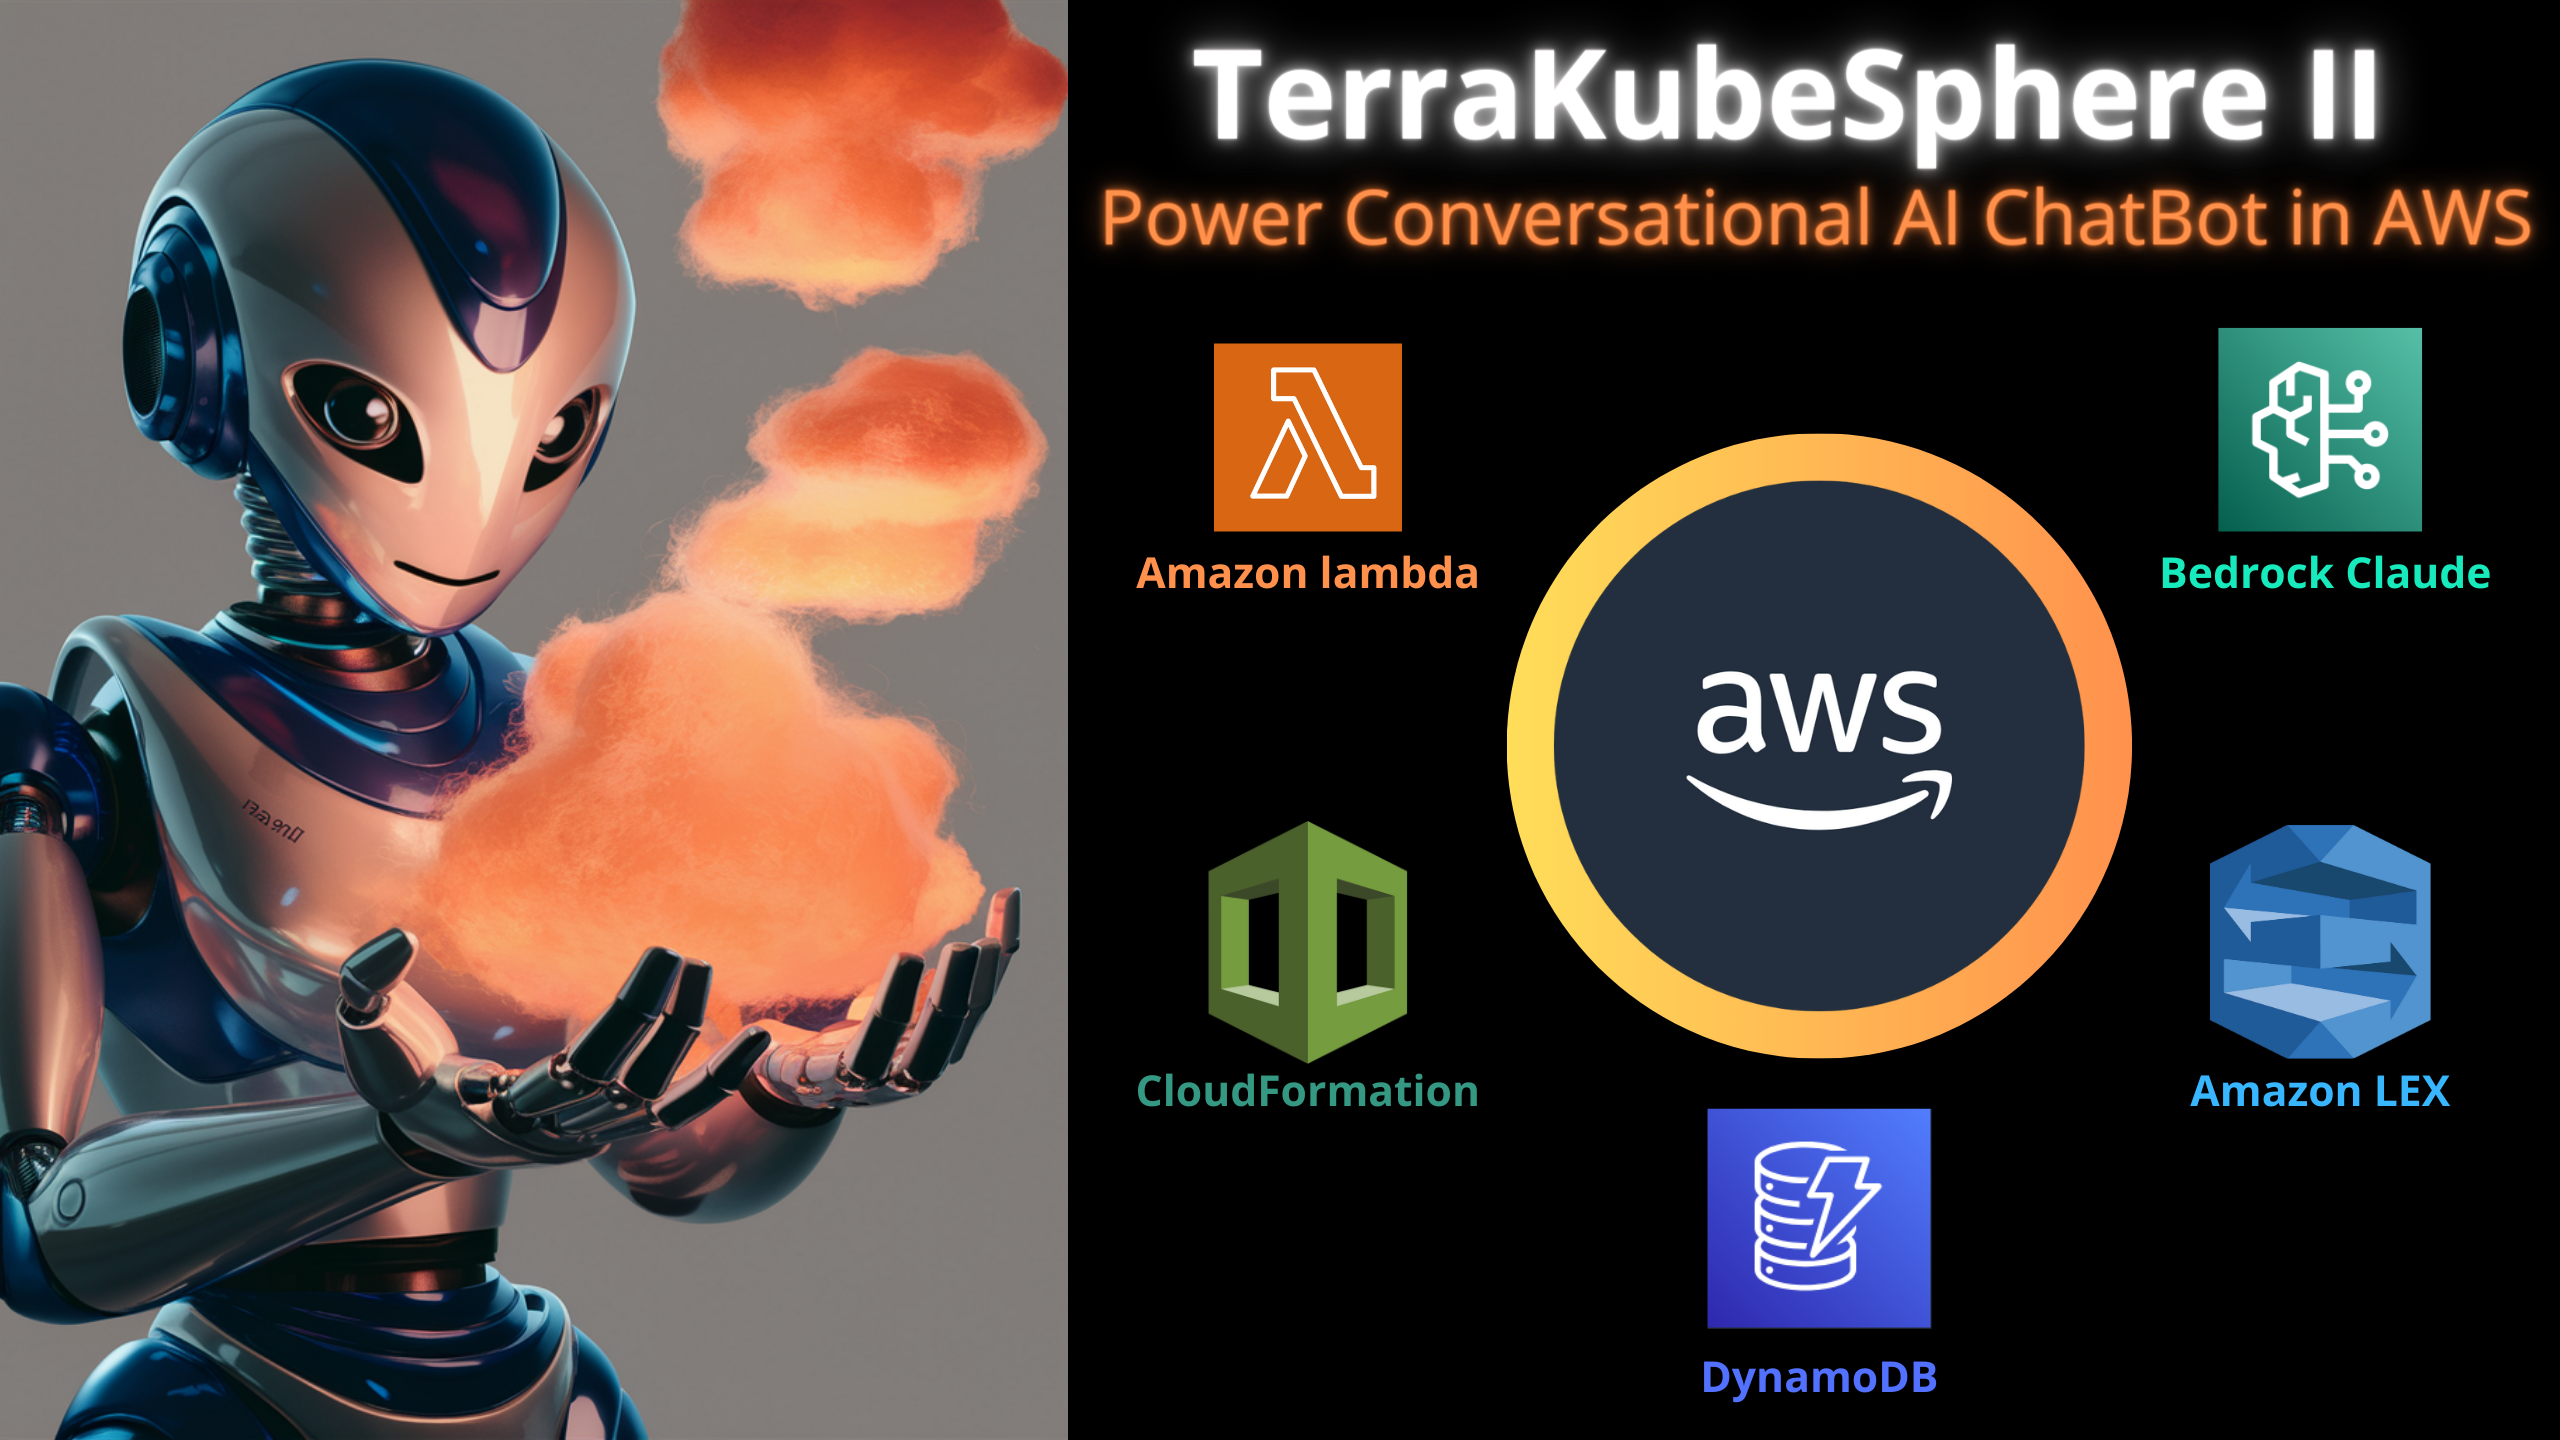 TerraKubeSphere II
Power Conversational AI ChatBot in AWS
Amazon lambda
Bedrock Claude
aws
CloudFormation
Amazon LEX
DynamoDB